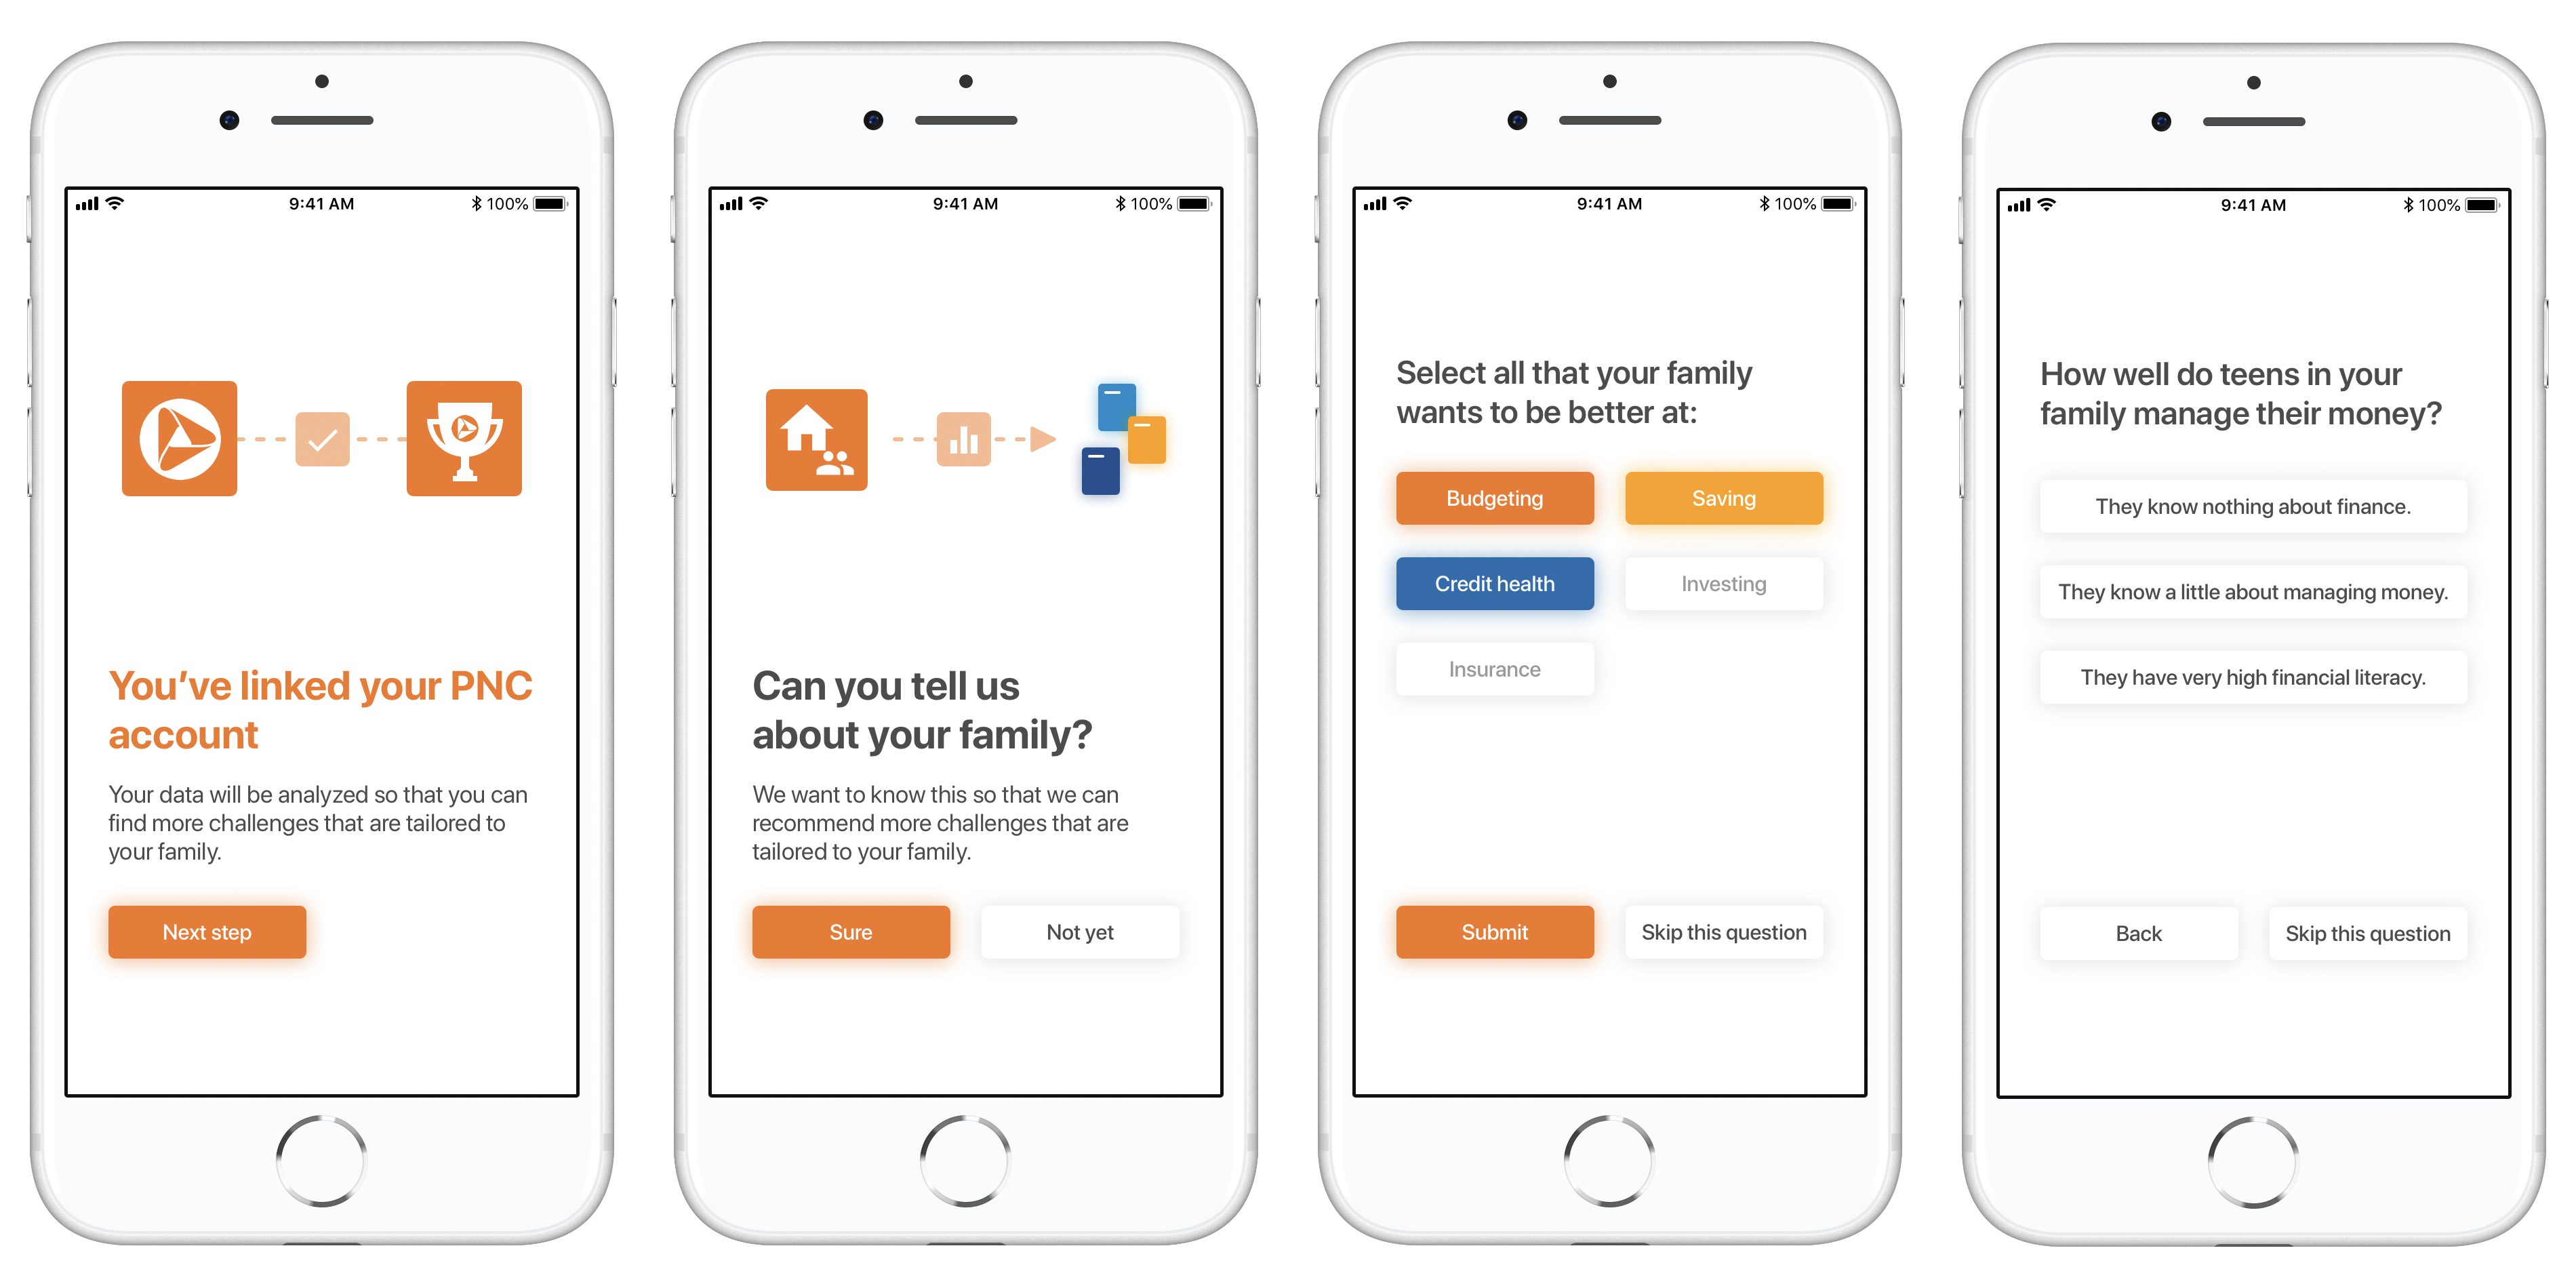 9:41 AM
100%
You’ve linked your PNC
account
Your data will be analyzed so that you can
find more challenges that are tailored to
your family.
Next step
9:41 AM
100%
Can you tell us
about your family?
We want to know this so that we can
recommend more challenges that are
tailored to your family.
Sure
Not yet
9:41 AM
100%
Select all that your family
wants to be better at:
Budgeting
Saving
Credit health
Investing
Insurance
Submit
Skip this question
9:41 AM
100%
How well do teens in your
family manage their money?
They know nothing about finance.
They know a little about managing money.
They have very high financial literacy.
Back
Skip this question